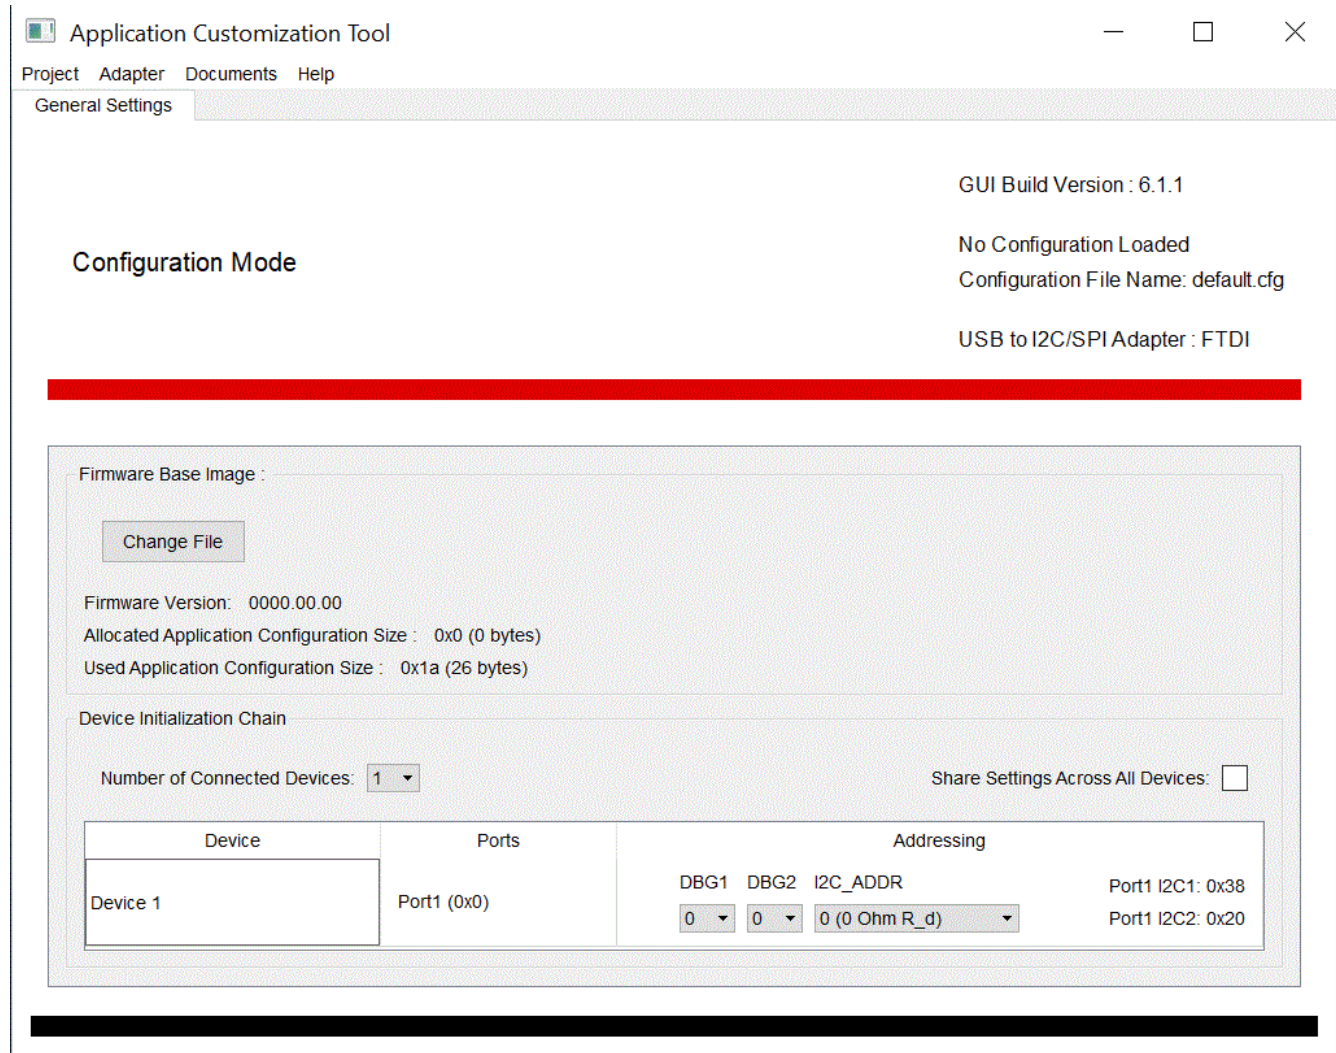 Application Customization Tool
Project Adapter Documents Help
General Settings
GUI Build Version : 6.1.1
Configuration Mode
No Configuration Loaded
Configuration File Name: default.cfg
USB to I2C/SPI Adapter : FTDI
Firmware Base Image :
Change File
Firmware Version: 0000.00.00
Allocated Application Configuration Size : 0x0 (0 bytes)
Used Application Configuration Size : 0x1a (26 bytes)
Device Initialization Chain
Number of Connected Devices: 1
Share Settings Across All Devices:
Device Ports Addressing
Device 1
Port1 (0x0)
DBG1 DBG2 I2C_ADDR
0 0 0 (0 Ohm R_d)
Port1 I2C1: 0x38
Port1 I2C2: 0x20